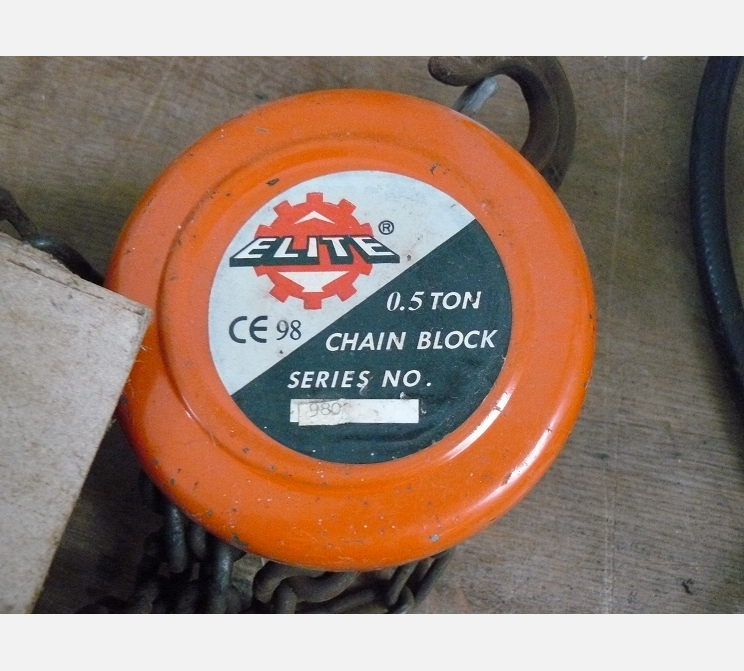 ELITE ®
0.5 TON
CE 98
CHAIN BLOCK
SERIES NO.